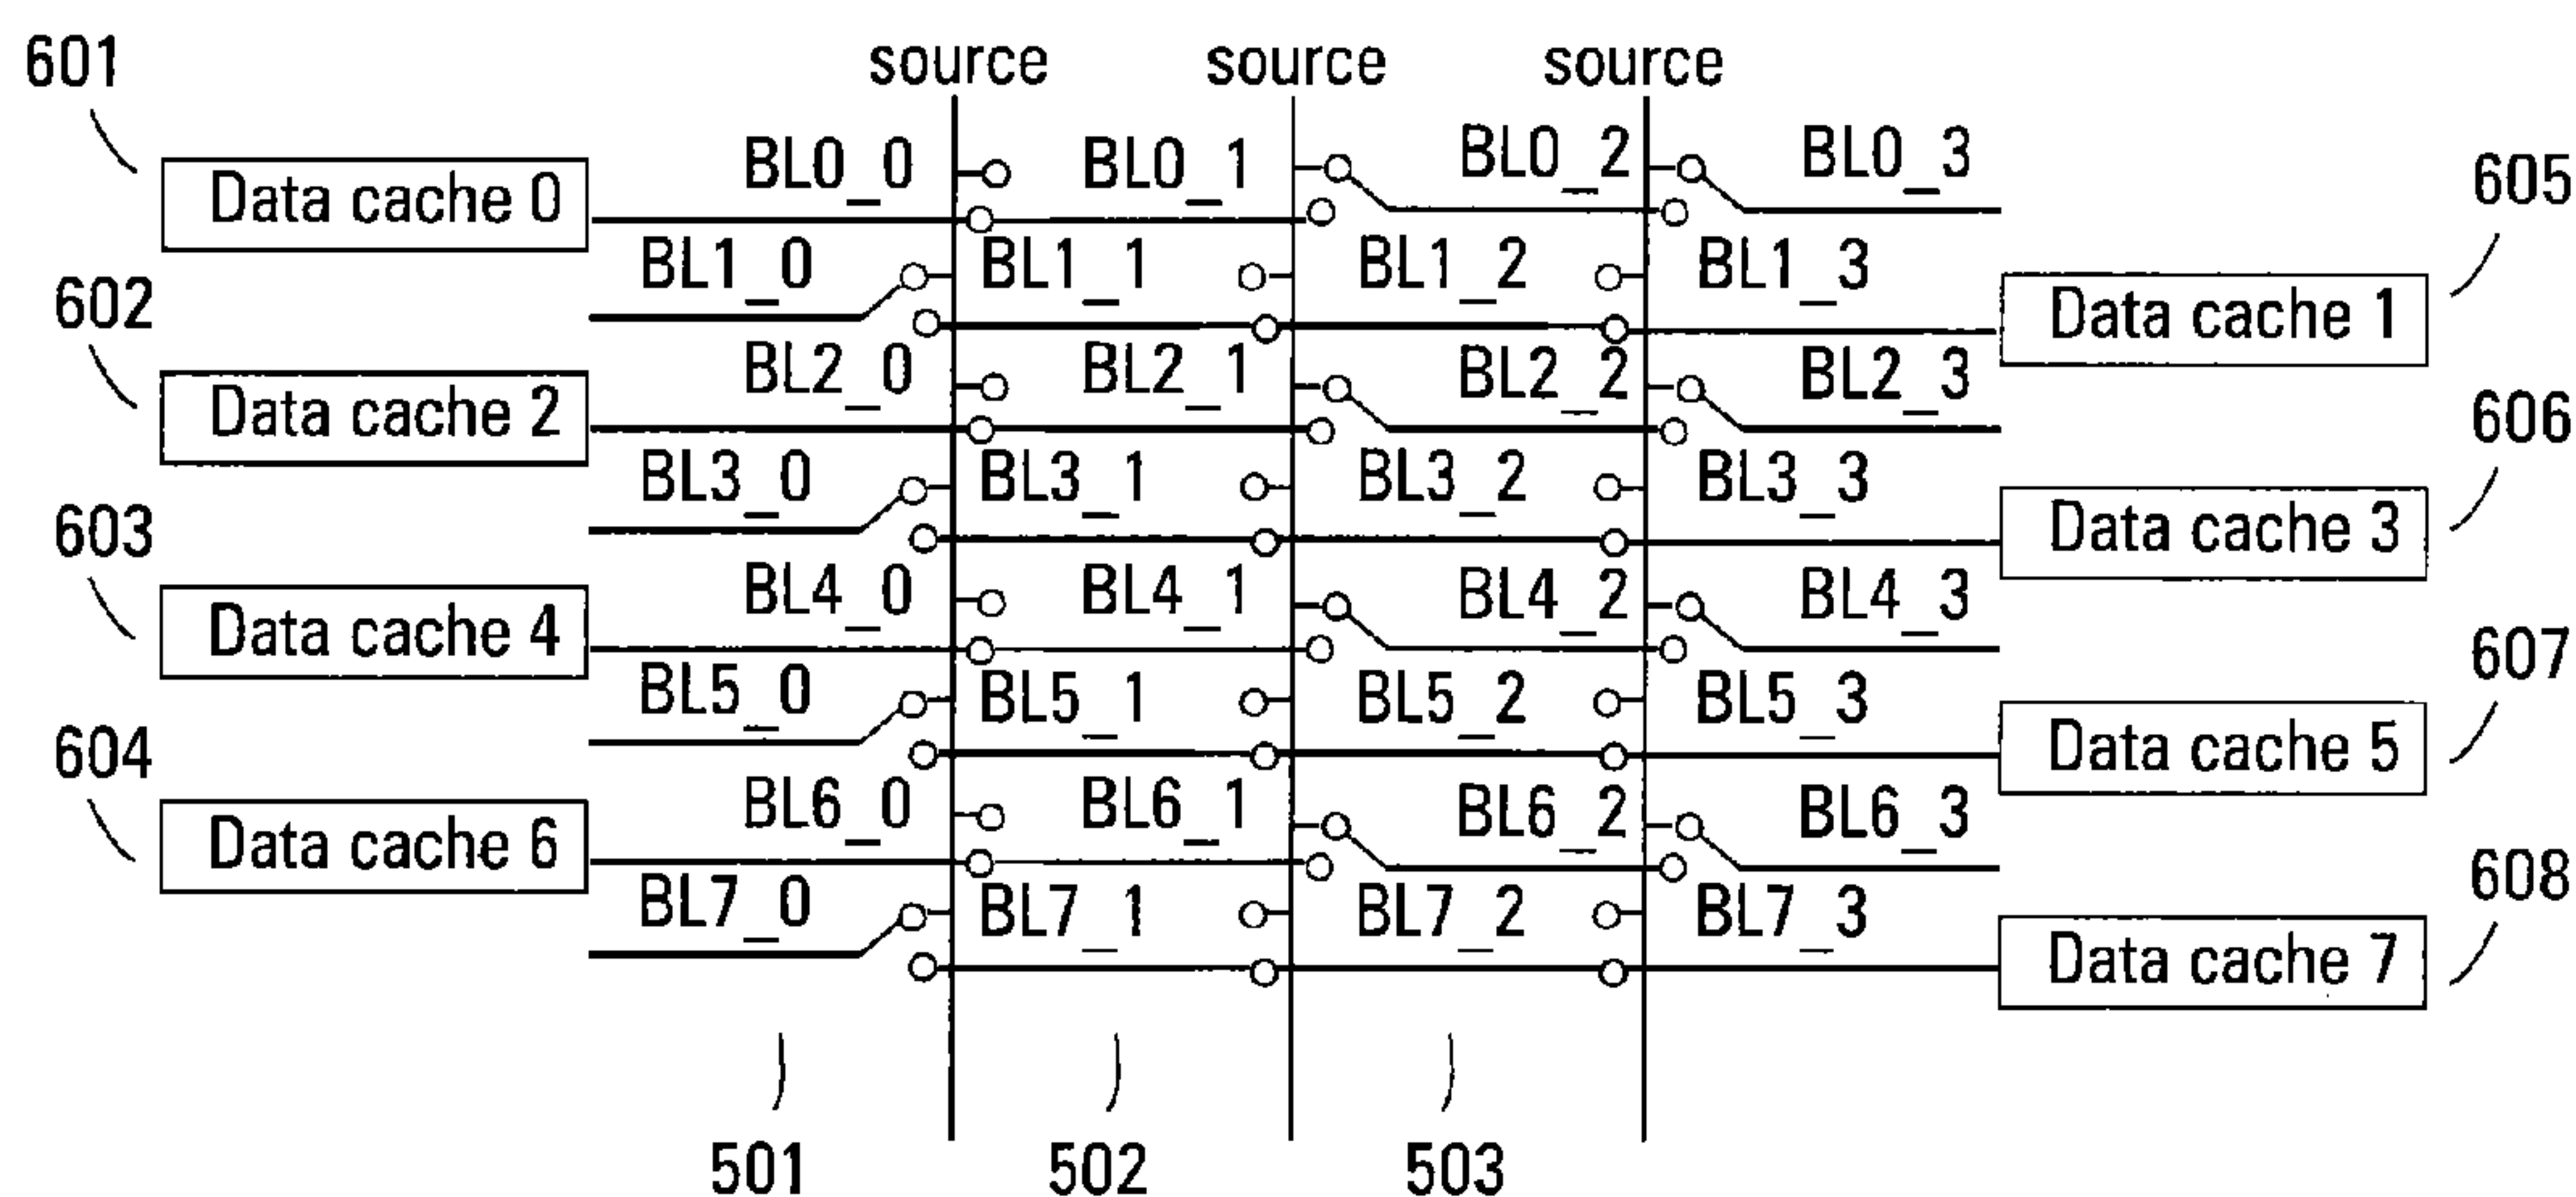 source source source
601
BL0_0 BL0_1 BL0_2 BL0_3
605
Data cache 0
BL1_0 BL1_1 BL1_2 BL1_3
602
Data cache 1
BL2_0 BL2_1 BL2_2 BL2_3
Data cache 2
606
BL3_0 BL3_1 BL3_2 BL3_3
603
Data cache 3
BL4_0 BL4_1 BL4_2 BL4_3
Data cache 4
607
BL5_0 BL5_1 BL5_2 BL5_3
604
Data cache 5
BL6_0 BL6_1 BL6_2 BL6_3
Data cache 6
608
BL7_0 BL7_1 BL7_2 BL7_3
Data cache 7
501 502 503